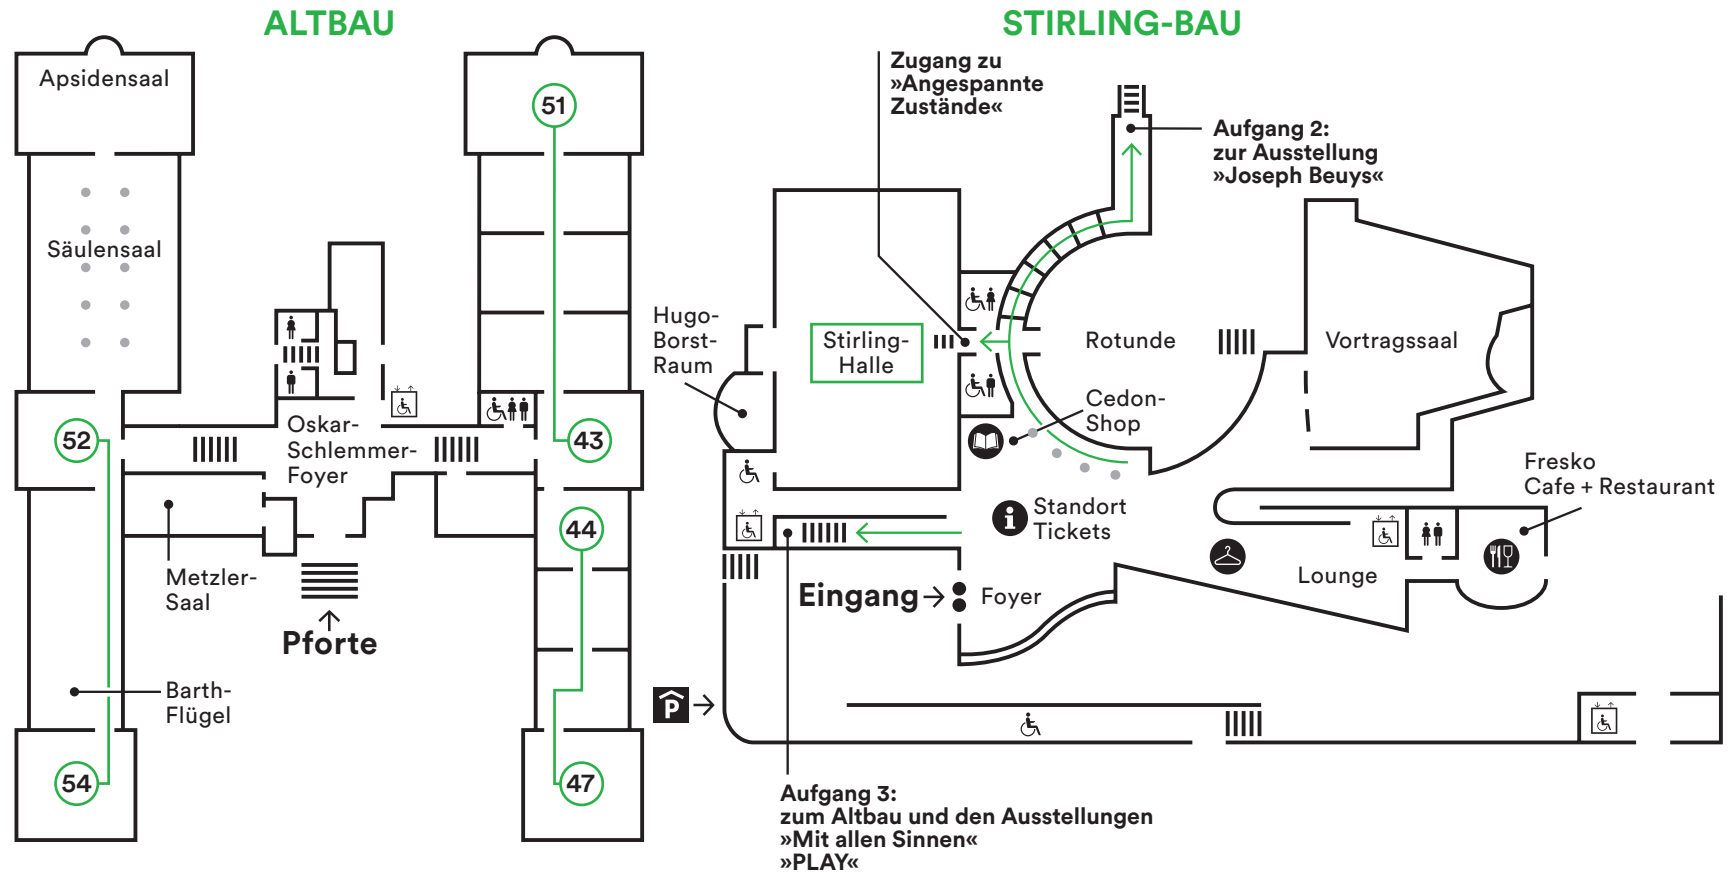 ALTBAU
STIRLING-BAU
Apsidensaal
51
Säulensaal
52
Oskar-
Schlemmer-
Foyer
43
44
Metzler-
Saal
Pforte
Barth-
Flügel
54
47
Zugang zu
»Angespannte
Zustände«
Aufgang 2:
zur Ausstellung
»Joseph Beuys«
Hugo-
Borst-
Raum
Stirling-
Halle
Rotunde
Vortragssaal
Cedon-
Shop
Fresko
Cafe + Restaurant
i
Standort
Tickets
Lounge
Eingang
Foyer
P
Aufgang 3:
zum Altbau und den Ausstellungen
»Mit allen Sinnen«
»PLAY«